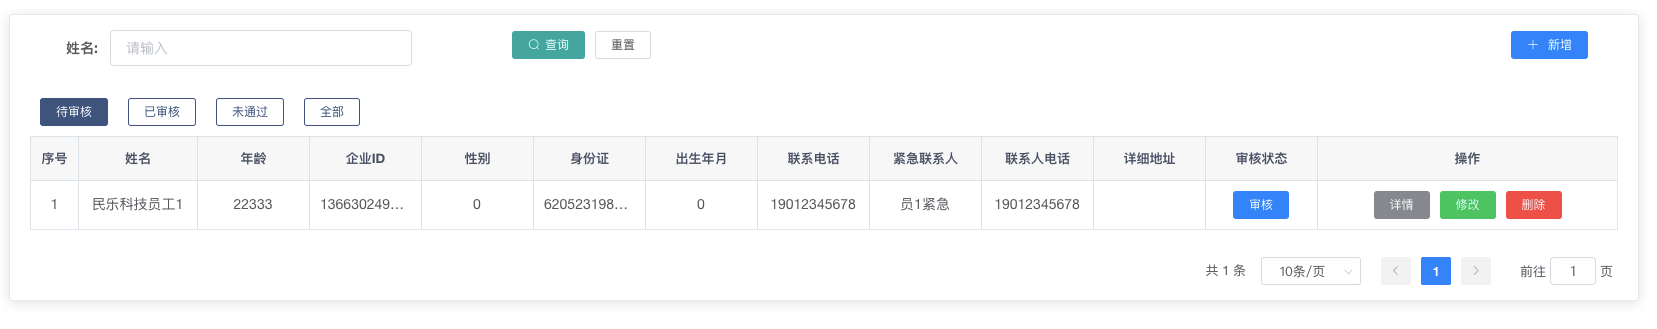 姓名: 请输入 查询 重置 新增
待审核 已审核 未通过 全部
序号 姓名 年龄 企业ID 性别 身份证 出生年月 联系电话 紧急联系人 联系人电话 详细地址 审核状态 操作
1 民乐科技员工1 22333 136630249... 0 620523198... 0 19012345678 员1紧急 19012345678 审核 详情 修改 删除
共 1 条 10条/页 1 前往 1 页